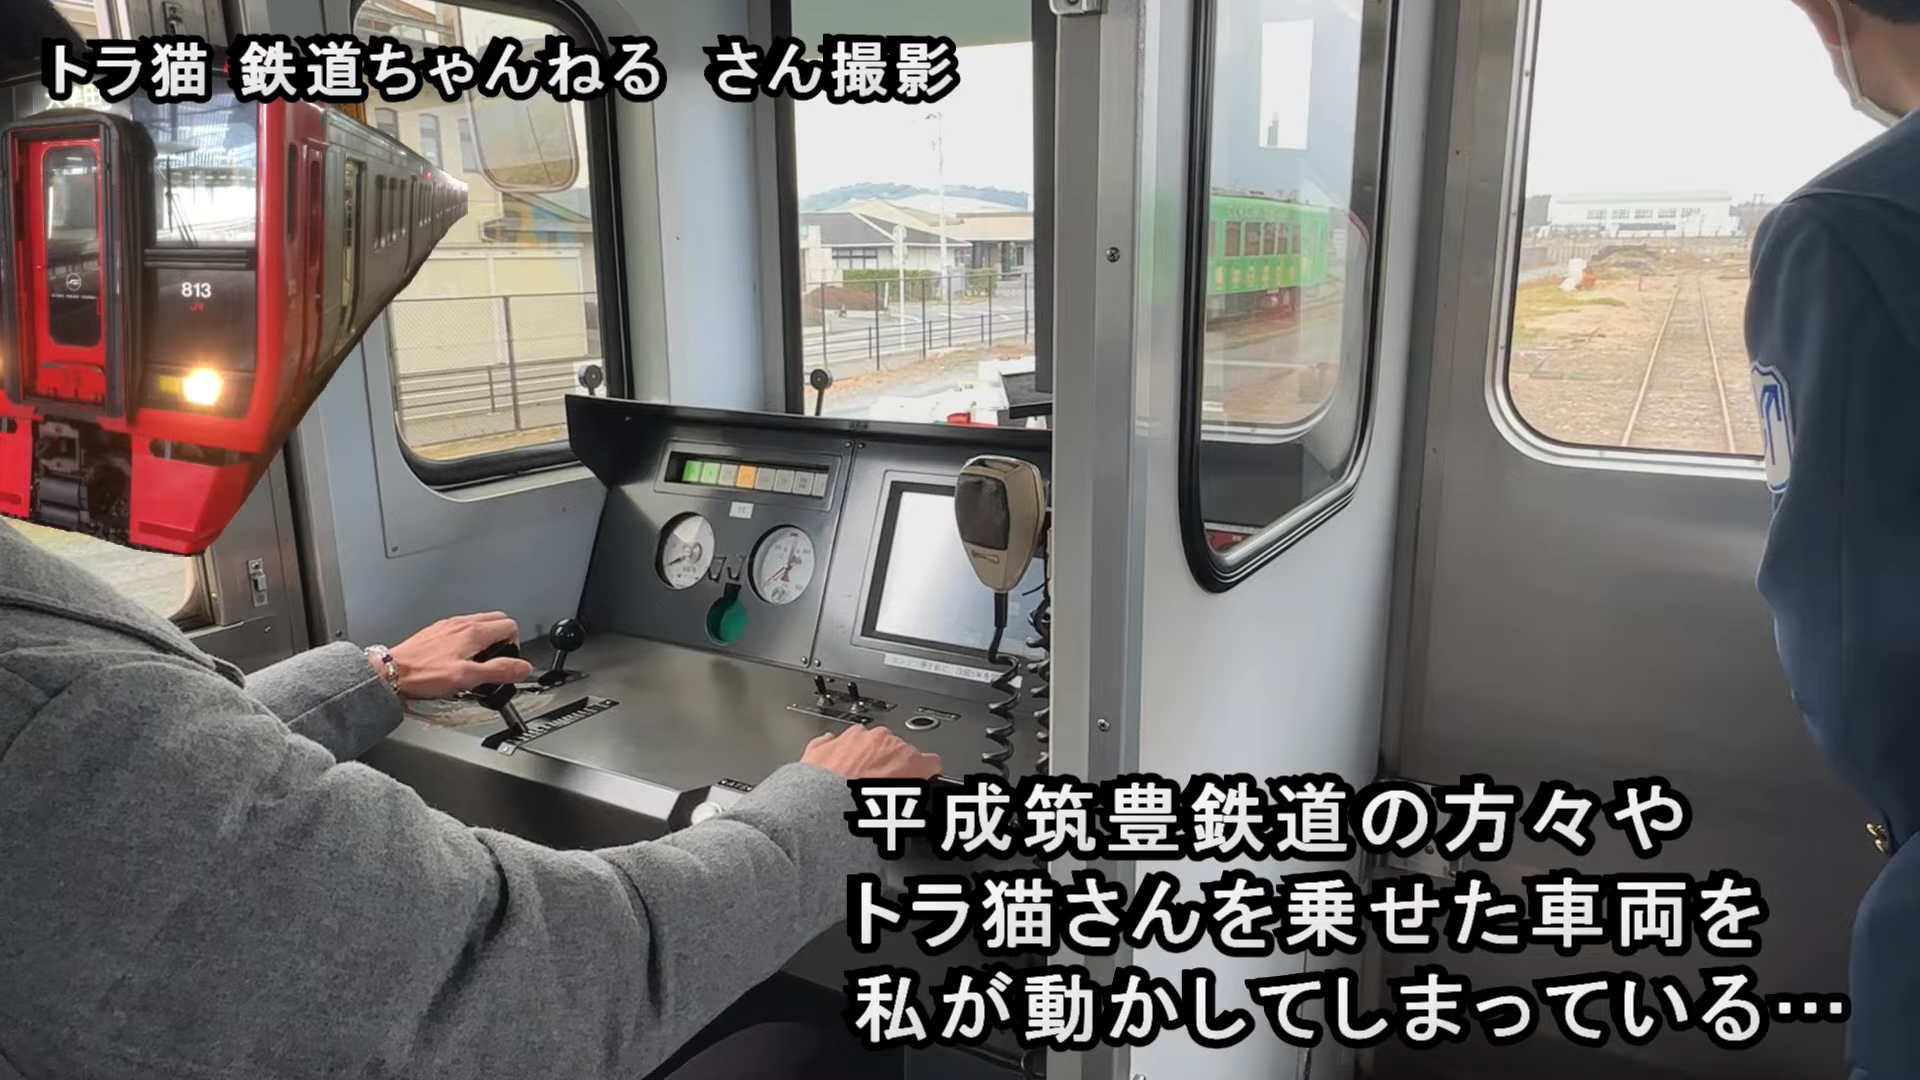 トラ猫 鉄道ちゃんねる　さん撮影
813
平成筑豊鉄道の方々や
トラ猫さんを乗せた車両を
私が動かしてしまっている…